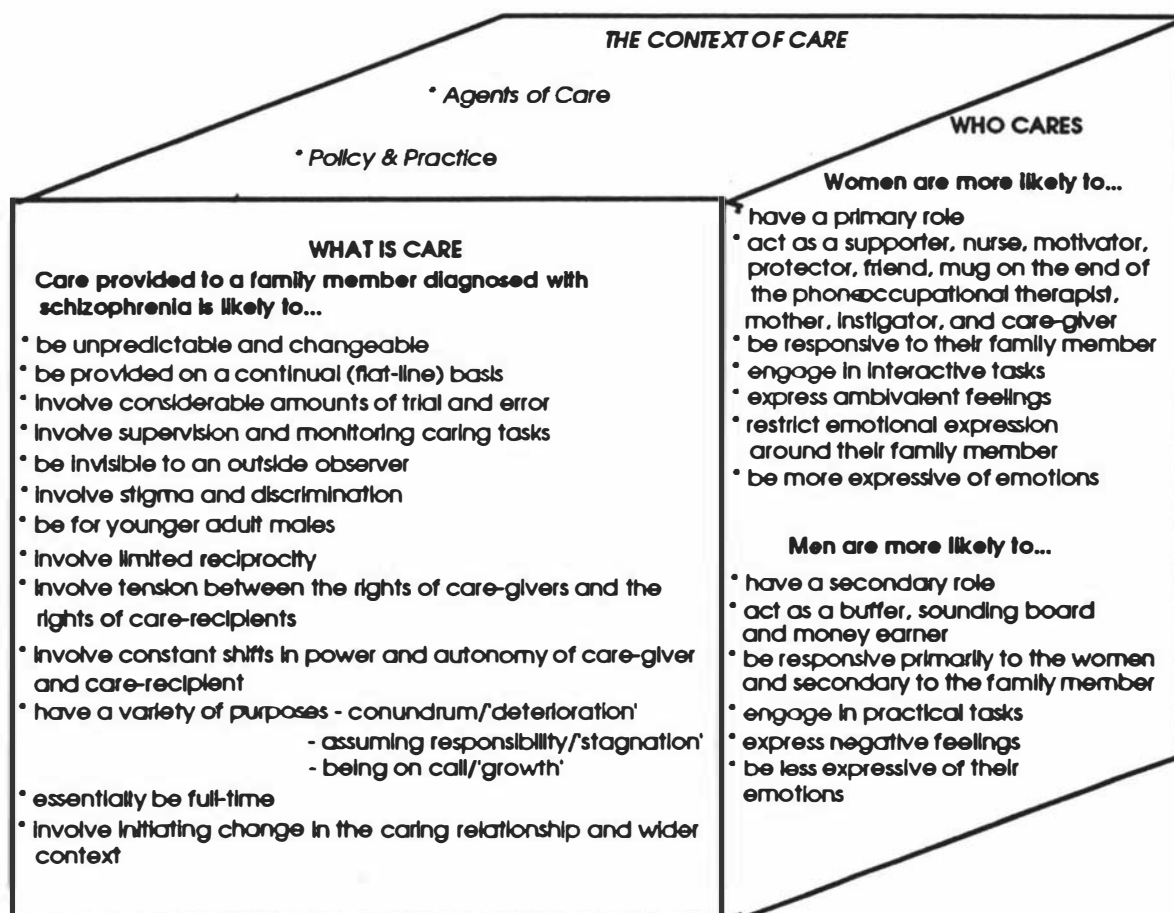 THE CONTEXT OF CARE
* Agents of Care
* Policy & Practice
WHAT IS CARE
Care provided to a family member diagnosed with
schizophrenia is likely to...
* be unpredictable and changeable
* be provided on a continual (flat-line) basis
* involve considerable amounts of trial and error
* involve supervision and monitoring caring tasks
* be invisible to an outside observer
* involve stigma and discrimination
* be for younger adult males
* involve limited reciprocity
* involve tension between the rights of care-givers and the
rights of care-recipients
* involve constant shifts in power and autonomy of care-giver
and care-recipient
* have a variety of purposes - conundrum/'deterioration'
- assuming responsibility/'stagnation'
- being on call/'growth'
* essentially be full-time
* involve initiating change in the caring relationship and wider
context
WHO CARES
Women are more likely to...
* have a primary role
* act as a supporter, nurse, motivator,
protector, friend, mug on the end of
the phone occupational therapist,
mother, instigator, and care-giver
* be responsive to their family member
* engage in interactive tasks
* express ambivalent feelings
* restrict emotional expression
around their family member
* be more expressive of emotions
Men are more likely to...
* have a secondary role
* act as a buffer, sounding board
and money earner
* be responsive primarily to the women
and secondary to the family member
* engage in practical tasks
* express negative feelings
* be less expressive of their
emotions